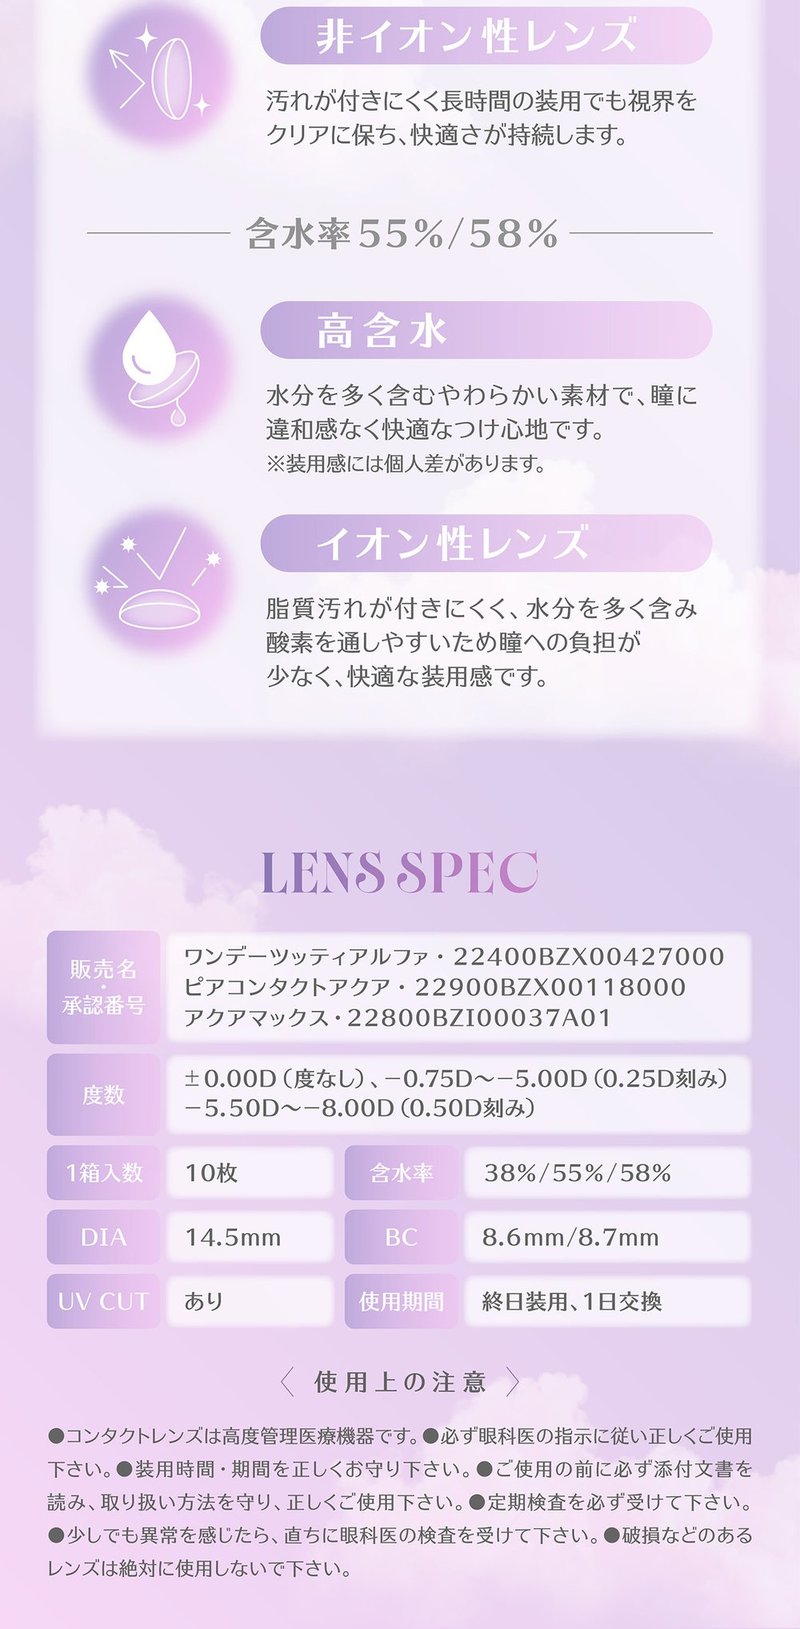 非イオン性レンズ
汚れが付きにくく長時間の装用でも視界を
クリアに保ち、快適さが持続します。
含水率55%/58%
高含水
水分を多く含むやわらかい素材で、瞳に
違和感なく快適なつけ心地です。
※装用感には個人差があります。
イオン性レンズ
脂質汚れが付きにくく、水分を多く含み
酸素を通しやすいため瞳への負担が
少なく、快適な装用感です。
LENS SPEC
販売名
・
承認番号
ワンデーツッティアルファ・22400BZX00427000
ピアコンタクトアクア・22900BZX00118000
アクアマックス・22800BZI00037A01
度数
±0.00D（度なし）、−0.75D〜−5.00D（0.25D刻み）
−5.50D〜−8.00D（0.50D刻み）
1箱入数 10枚 含水率 38%/55%/58%
DIA 14.5mm BC 8.6mm/8.7mm
UV CUT あり 使用期間 終日装用、1日交換
〈 使用上の注意 〉
●コンタクトレンズは高度管理医療機器です。●必ず眼科医の指示に従い正しくご使用
下さい。●装用時間・期間を正しくお守り下さい。●ご使用の前に必ず添付文書を
読み、取り扱い方法を守り、正しくご使用下さい。●定期検査を必ず受けて下さい。
●少しでも異常を感じたら、直ちに眼科医の検査を受けて下さい。●破損などのある
レンズは絶対に使用しないで下さい。